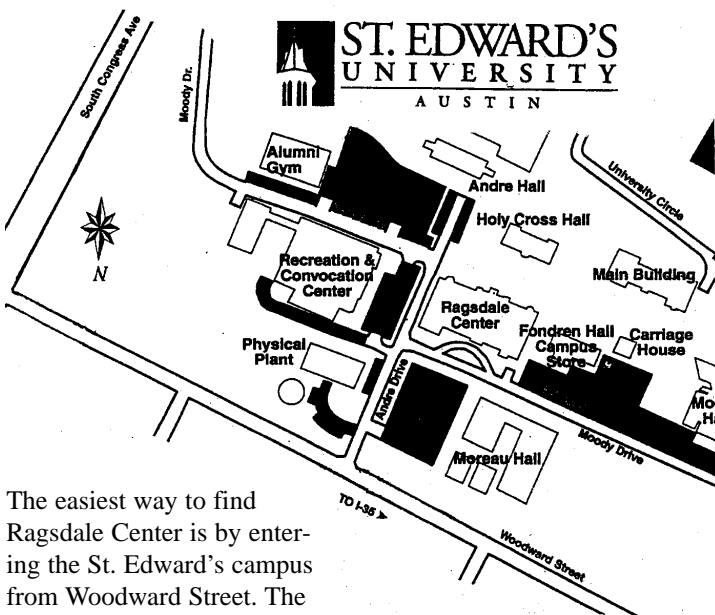 ST. EDWARD'S
UNIVERSITY
AUSTIN
South Congress Ave
Moody Dr.
Alumni
Gym
Andre Hall
University Circle
Holy Cross Hall
N
Recreation &
Convocation
Center
Main Building
Ragsdale
Center
Physical
Plant
Fondren Hall
Campus
Store
Carriage
House
Andre Drive
Moody Drive
Moreau Hall
TO I-35
Woodward Street
The easiest way to find
Ragsdale Center is by enter-
ing the St. Edward's campus
from Woodward Street. The